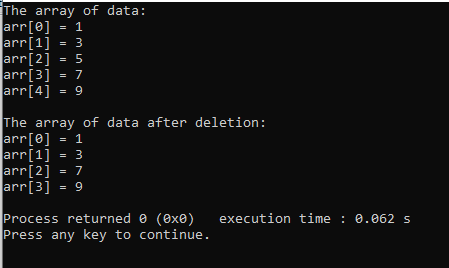 The array of data:
arr[0] = 1
arr[1] = 3
arr[2] = 5
arr[3] = 7
arr[4] = 9
The array of data after deletion:
arr[0] = 1
arr[1] = 3
arr[2] = 7
arr[3] = 9
Process returned 0 (0x0)   execution time : 0.062 s
Press any key to continue.